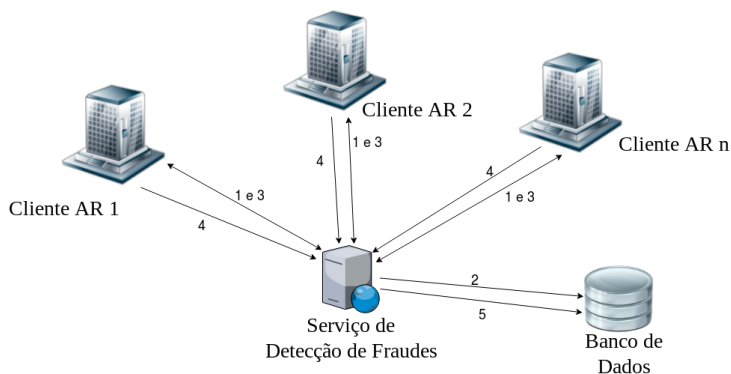 Cliente AR 2
Cliente AR n
Cliente AR 1
4
1 e 3
4
1 e 3
1 e 3
4
2
5
Serviço de
Detecção de Fraudes
Banco de
Dados